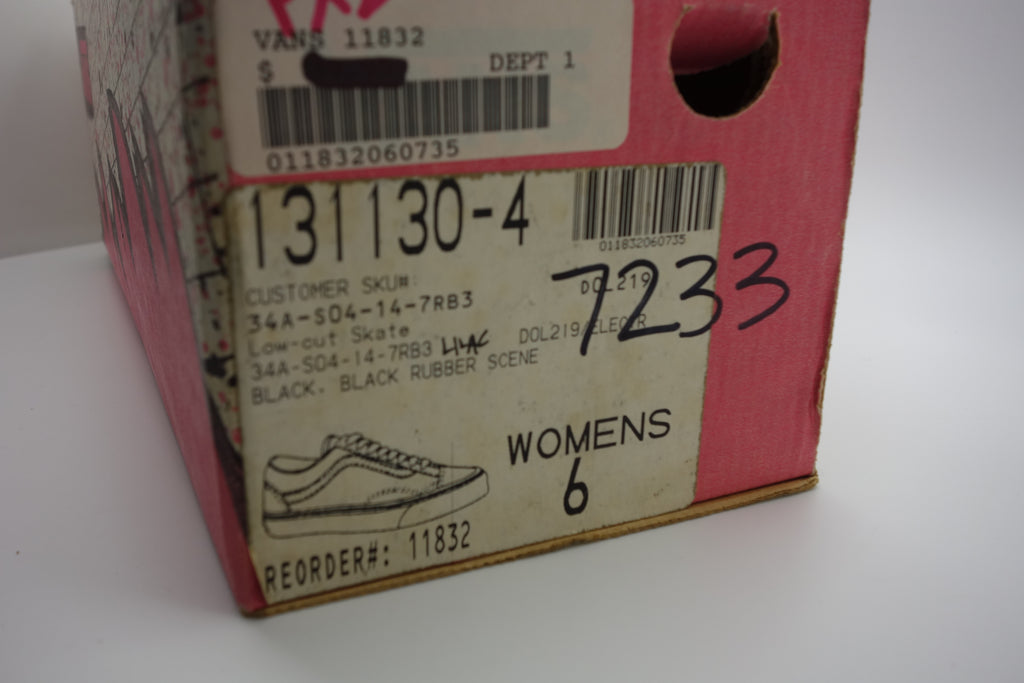 VANS 11832
$ DEPT 1
011832060735
131130-4
011832060735
CUSTOMER SKU#:
34A-S04-14-7RB3
DOL219
7233
Low-cut Skate
34A-S04-14-7RB3 LILAC DOL219/ELECTR
BLACK. BLACK RUBBER SCENE
WOMENS
6
REORDER#: 11832